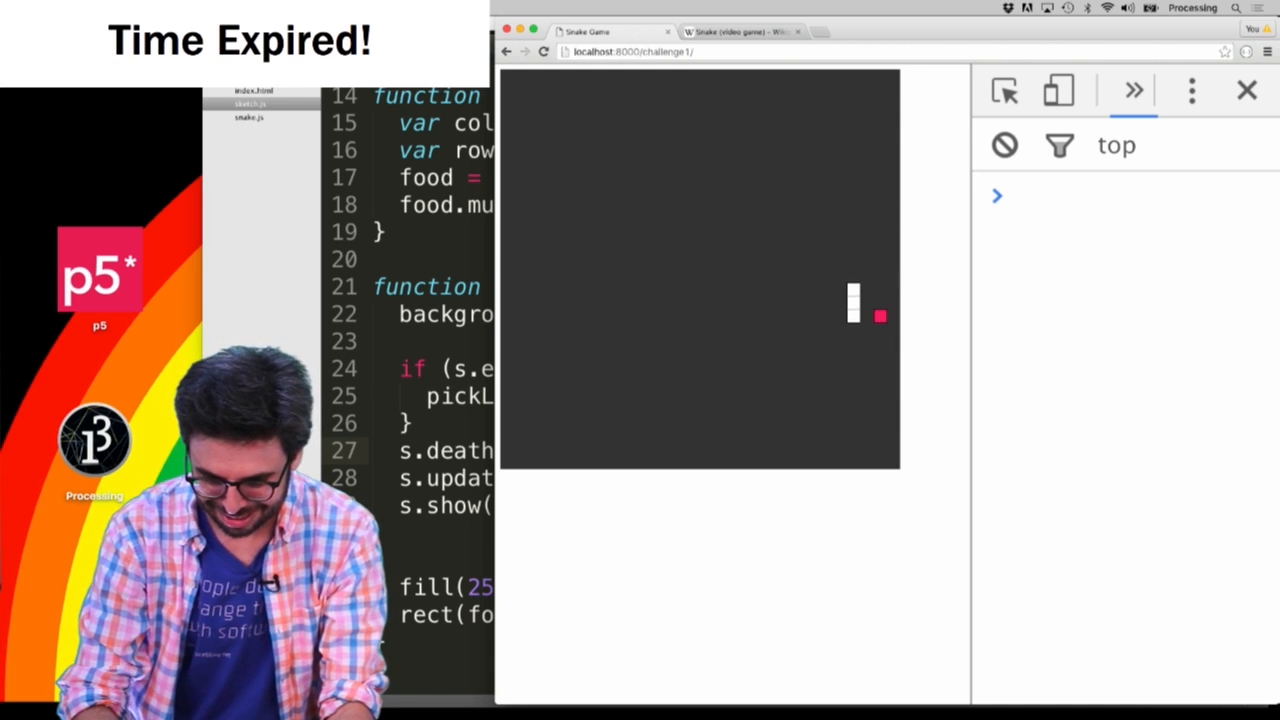 Time Expired!
Processing
Snake Game
Snake (video game) - Wiki
You
localhost:8000/challenge1/
top
index.html
sketch.js
snake.js
14 function
15 var col
16 var row
17 food =
18 food.mu
19 }
20
21 function
22 backgro
23
24 if (s.e
25 pickL
26 }
27 s.death
28 s.updat
s.show(
fill(25
rect(fo
p5*
p5
Processing
ople d
ange t
h softw